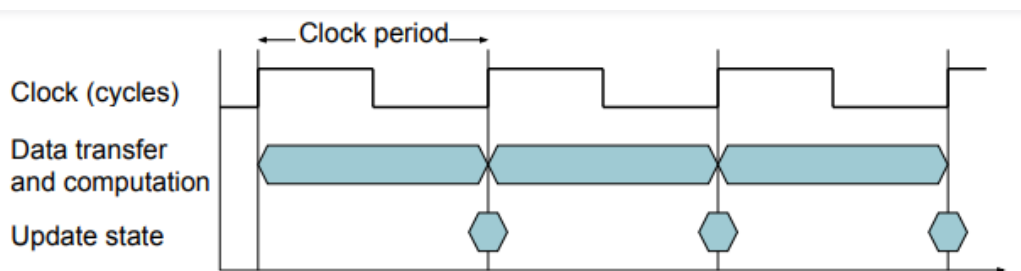 Clock period
Clock (cycles)
Data transfer
and computation
Update state